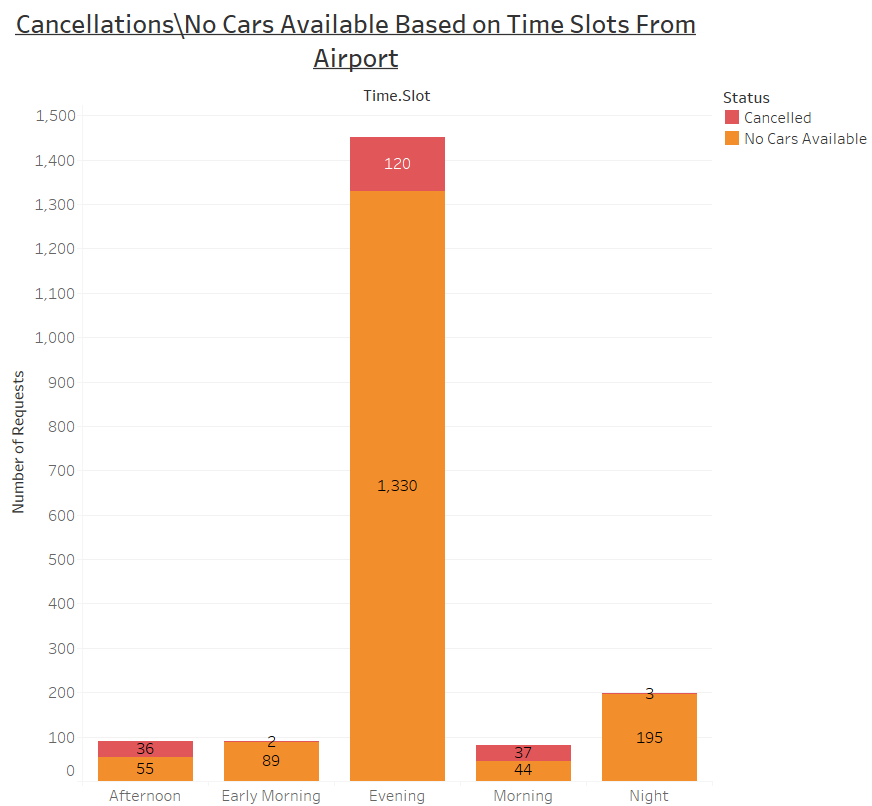 Cancellations\No Cars Available Based on Time Slots From
Airport
Time.Slot
Status
Cancelled
No Cars Available
Number of Requests
1,500
1,400
1,300
1,200
1,100
1,000
900
800
700
600
500
400
300
200
100
0
120
1,330
36
55
2
89
37
44
3
195
Afternoon
Early Morning
Evening
Morning
Night